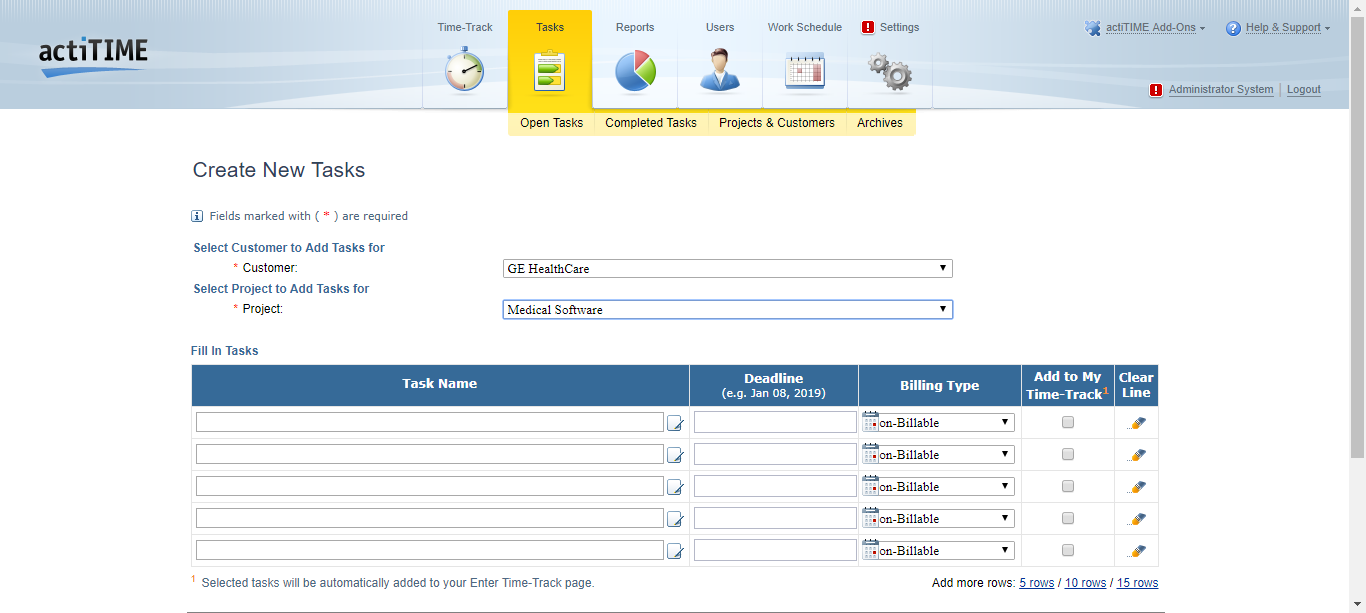 actiTIME
Time-Track Tasks Reports Users Work Schedule Settings
actiTIME Add-Ons Help & Support
Administrator System Logout
Open Tasks Completed Tasks Projects & Customers Archives
Create New Tasks
Fields marked with ( * ) are required
Select Customer to Add Tasks for
* Customer: GE HealthCare
Select Project to Add Tasks for
* Project: Medical Software
Fill In Tasks
Task Name Deadline (e.g. Jan 08, 2019) Billing Type Add to My Time-Track1 Clear Line
on-Billable
on-Billable
on-Billable
on-Billable
on-Billable
1 Selected tasks will be automatically added to your Enter Time-Track page.
Add more rows: 5 rows / 10 rows / 15 rows